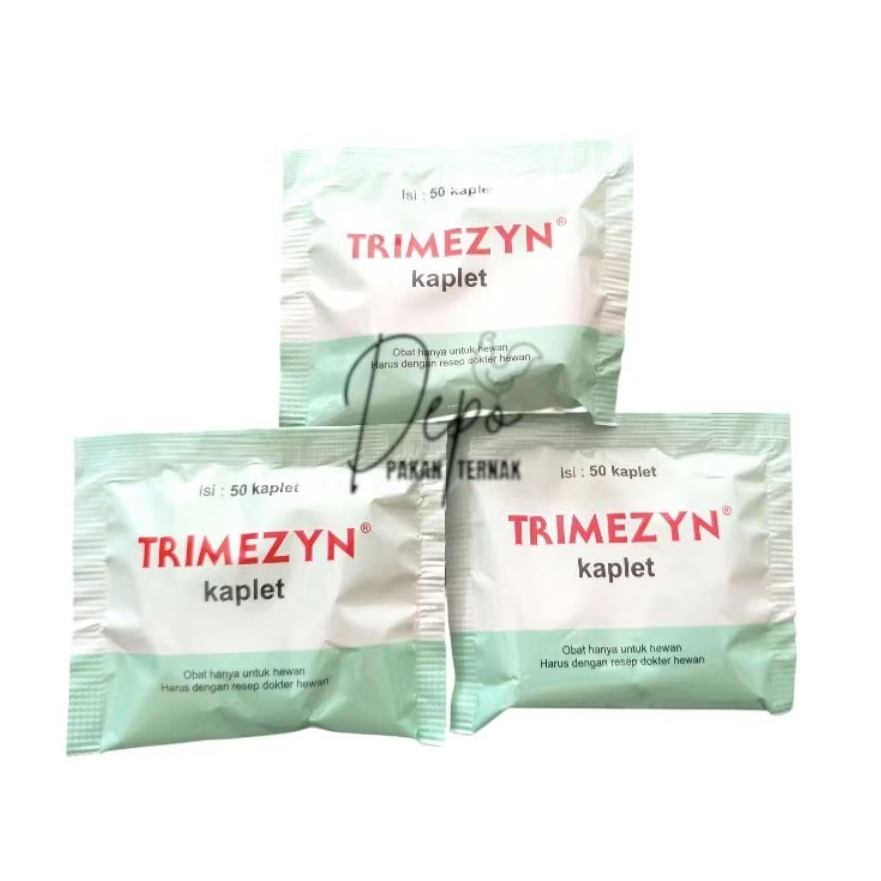 Isi : 50 kaplet
TRIMEZYN®
kaplet
Obat hanya untuk hewan
Harus dengan resep dokter hewan
Depo
PAKAN TERNAK
Isi : 50 kaplet
TRIMEZYN®
kaplet
Obat hanya untuk hewan
Harus dengan resep dokter hewan
Isi : 50 kaplet
TRIMEZYN®
kaplet
Obat hanya untuk hewan
Harus dengan resep dokter hewan